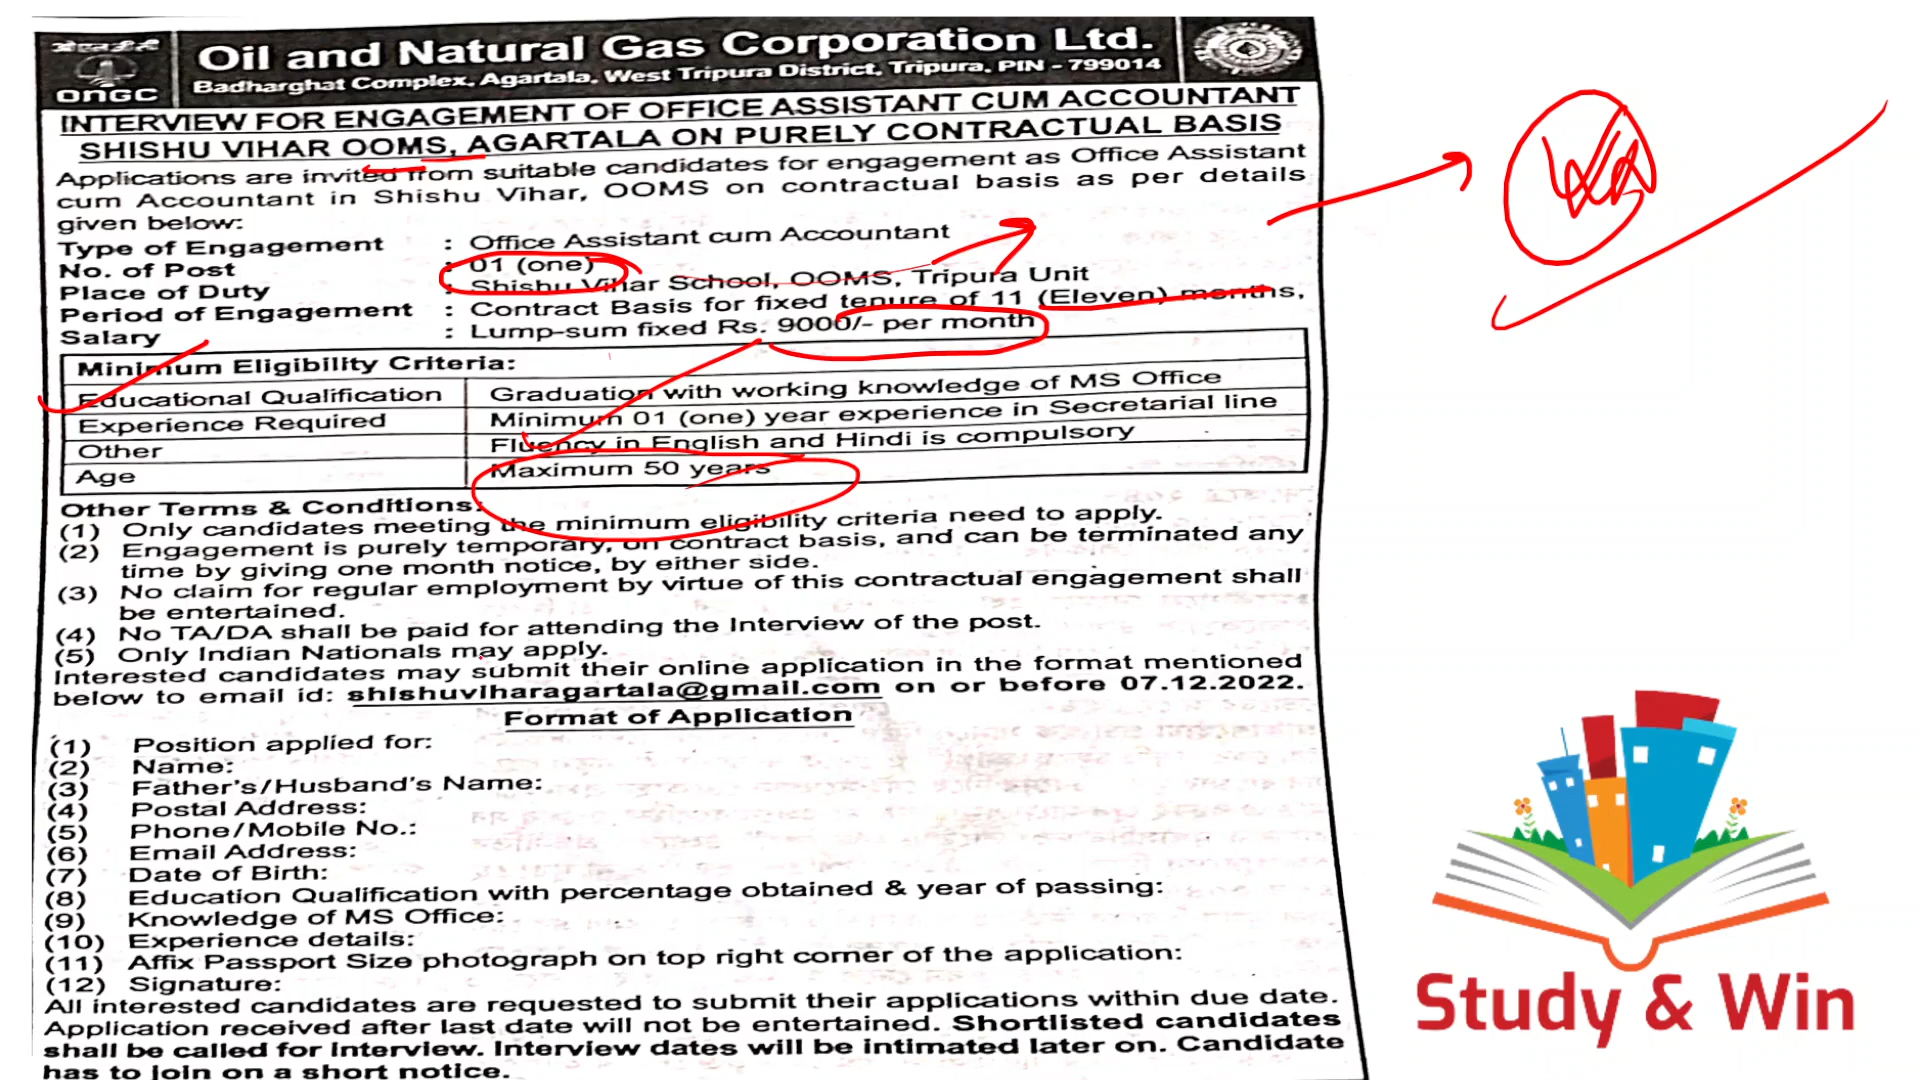 ओएनजीसी
ONGC
Oil and Natural Gas Corporation Ltd.
Badharghat Complex, Agartala, West Tripura District, Tripura, PIN - 799014
INTERVIEW FOR ENGAGEMENT OF OFFICE ASSISTANT CUM ACCOUNTANT
SHISHU VIHAR OOMS, AGARTALA ON PURELY CONTRACTUAL BASIS
Applications are invited from suitable candidates for engagement as Office Assistant
cum Accountant in Shishu Vihar, OOMS on contractual basis as per details
given below:
Type of Engagement : Office Assistant cum Accountant
No. of Post : 01 (one)
Place of Duty : Shishu Vihar School, OOMS, Tripura Unit
Period of Engagement : Contract Basis for fixed tenure of 11 (Eleven) months,
Salary : Lump-sum fixed Rs. 9000/- per month
Minimum Eligibility Criteria:
Educational Qualification Graduation with working knowledge of MS Office
Experience Required Minimum 01 (one) year experience in Secretarial line
Other Fluency in English and Hindi is compulsory
Age Maximum 50 years
Other Terms & Conditions:
(1) Only candidates meeting the minimum eligibility criteria need to apply.
(2) Engagement is purely temporary, on contract basis, and can be terminated any
time by giving one month notice, by either side.
(3) No claim for regular employment by virtue of this contractual engagement shall
be entertained.
(4) No TA/DA shall be paid for attending the Interview of the post.
(5) Only Indian Nationals may apply.
Interested candidates may submit their online application in the format mentioned
below to email id: shishuviharagartala@gmail.com on or before 07.12.2022.
Format of Application
(1) Position applied for:
(2) Name:
(3) Father's/Husband's Name:
(4) Postal Address:
(5) Phone/Mobile No.:
(6) Email Address:
(7) Date of Birth:
(8) Education Qualification with percentage obtained & year of passing:
(9) Knowledge of MS Office:
(10) Experience details:
(11) Affix Passport Size photograph on top right corner of the application:
(12) Signature:
All interested candidates are requested to submit their applications within due date.
Application received after last date will not be entertained. Shortlisted candidates
shall be called for Interview. Interview dates will be intimated later on. Candidate
has to join on a short notice.
Study & Win